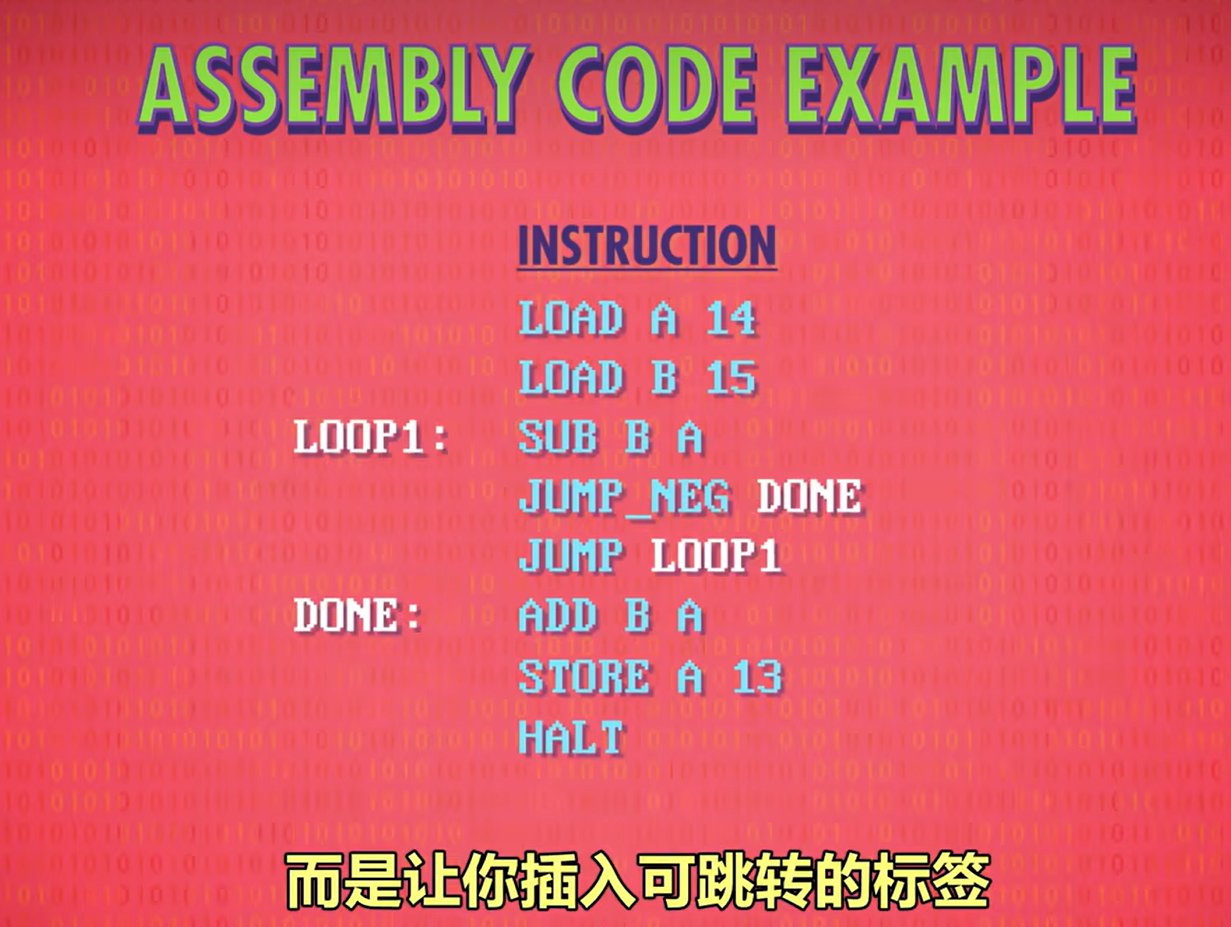 ASSEMBLY CODE EXAMPLE
INSTRUCTION
LOAD A 14
LOAD B 15
LOOP1: SUB B A
JUMP_NEG DONE
JUMP LOOP1
DONE: ADD B A
STORE A 13
HALT
而是让你插入可跳转的标签